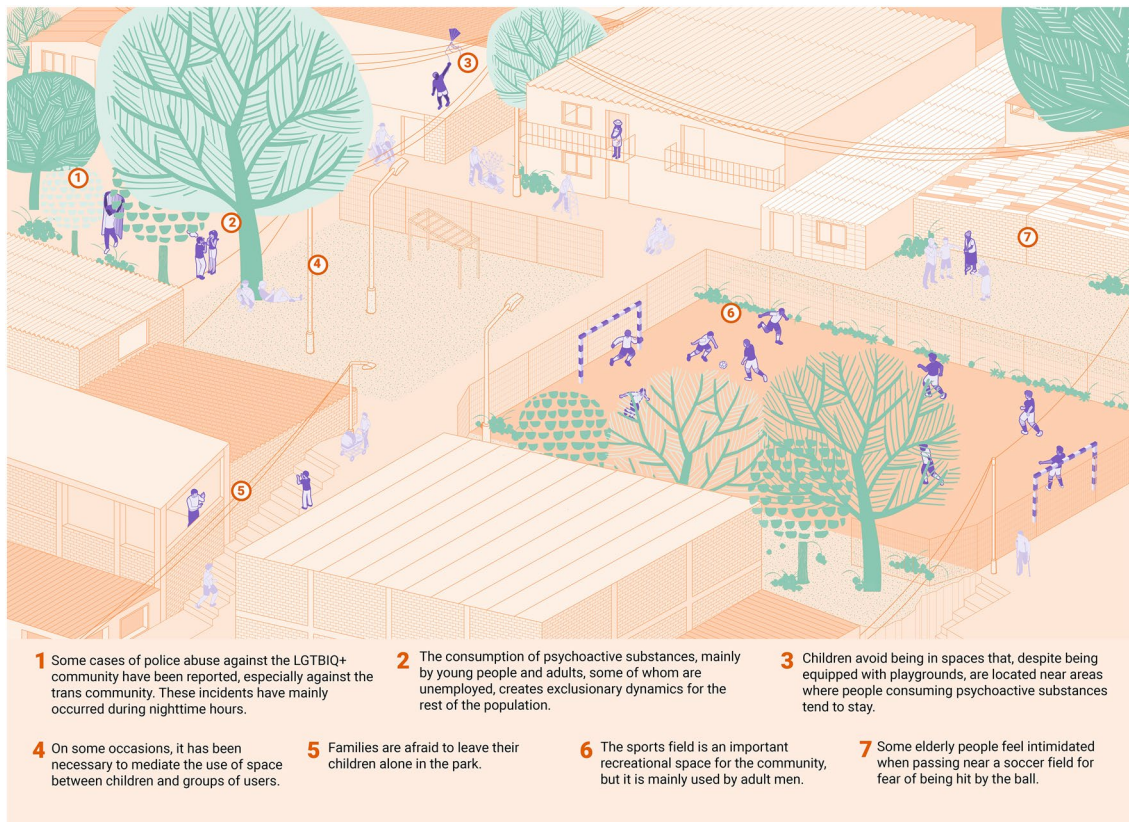 3
1
2
4
7
6
5
1 Some cases of police abuse against the LGTBIQ+
community have been reported, especially against the
trans community. These incidents have mainly
occurred during nighttime hours.
2 The consumption of psychoactive substances, mainly
by young people and adults, some of whom are
unemployed, creates exclusionary dynamics for the
rest of the population.
3 Children avoid being in spaces that, despite being
equipped with playgrounds, are located near areas
where people consuming psychoactive substances
tend to stay.
4 On some occasions, it has been
necessary to mediate the use of space
between children and groups of users.
5 Families are afraid to leave their
children alone in the park.
6 The sports field is an important
recreational space for the community,
but it is mainly used by adult men.
7 Some elderly people feel intimidated
when passing near a soccer field for
fear of being hit by the ball.